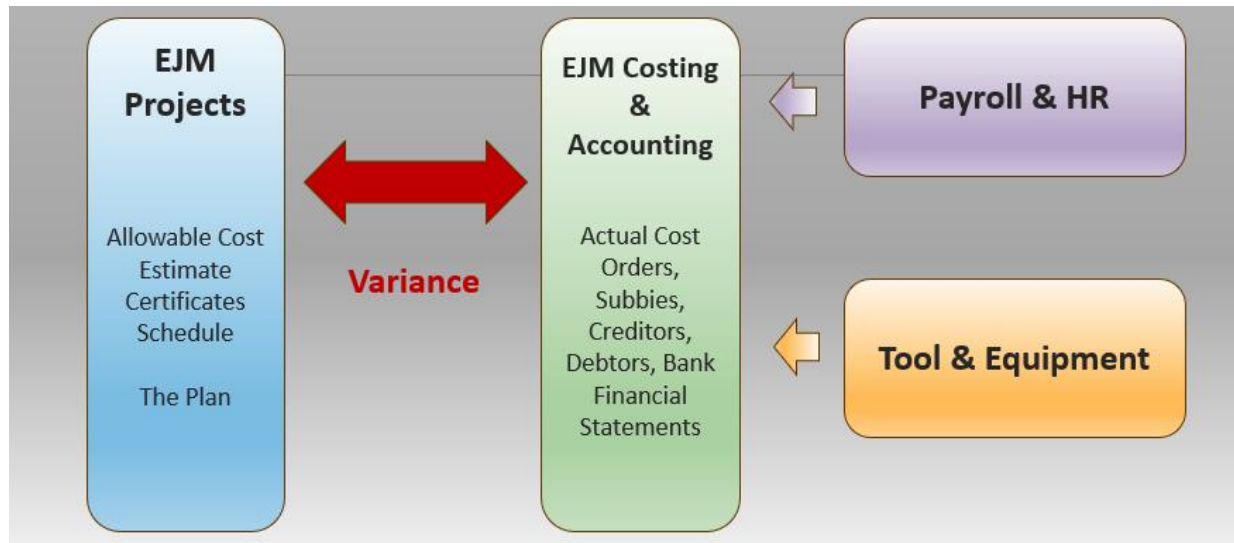 EJM
Projects
Allowable Cost
Estimate
Certificates
Schedule
The Plan
Variance
EJM Costing
&
Accounting
Actual Cost
Orders,
Subbies,
Creditors,
Debtors, Bank
Financial
Statements
Payroll & HR
Tool & Equipment